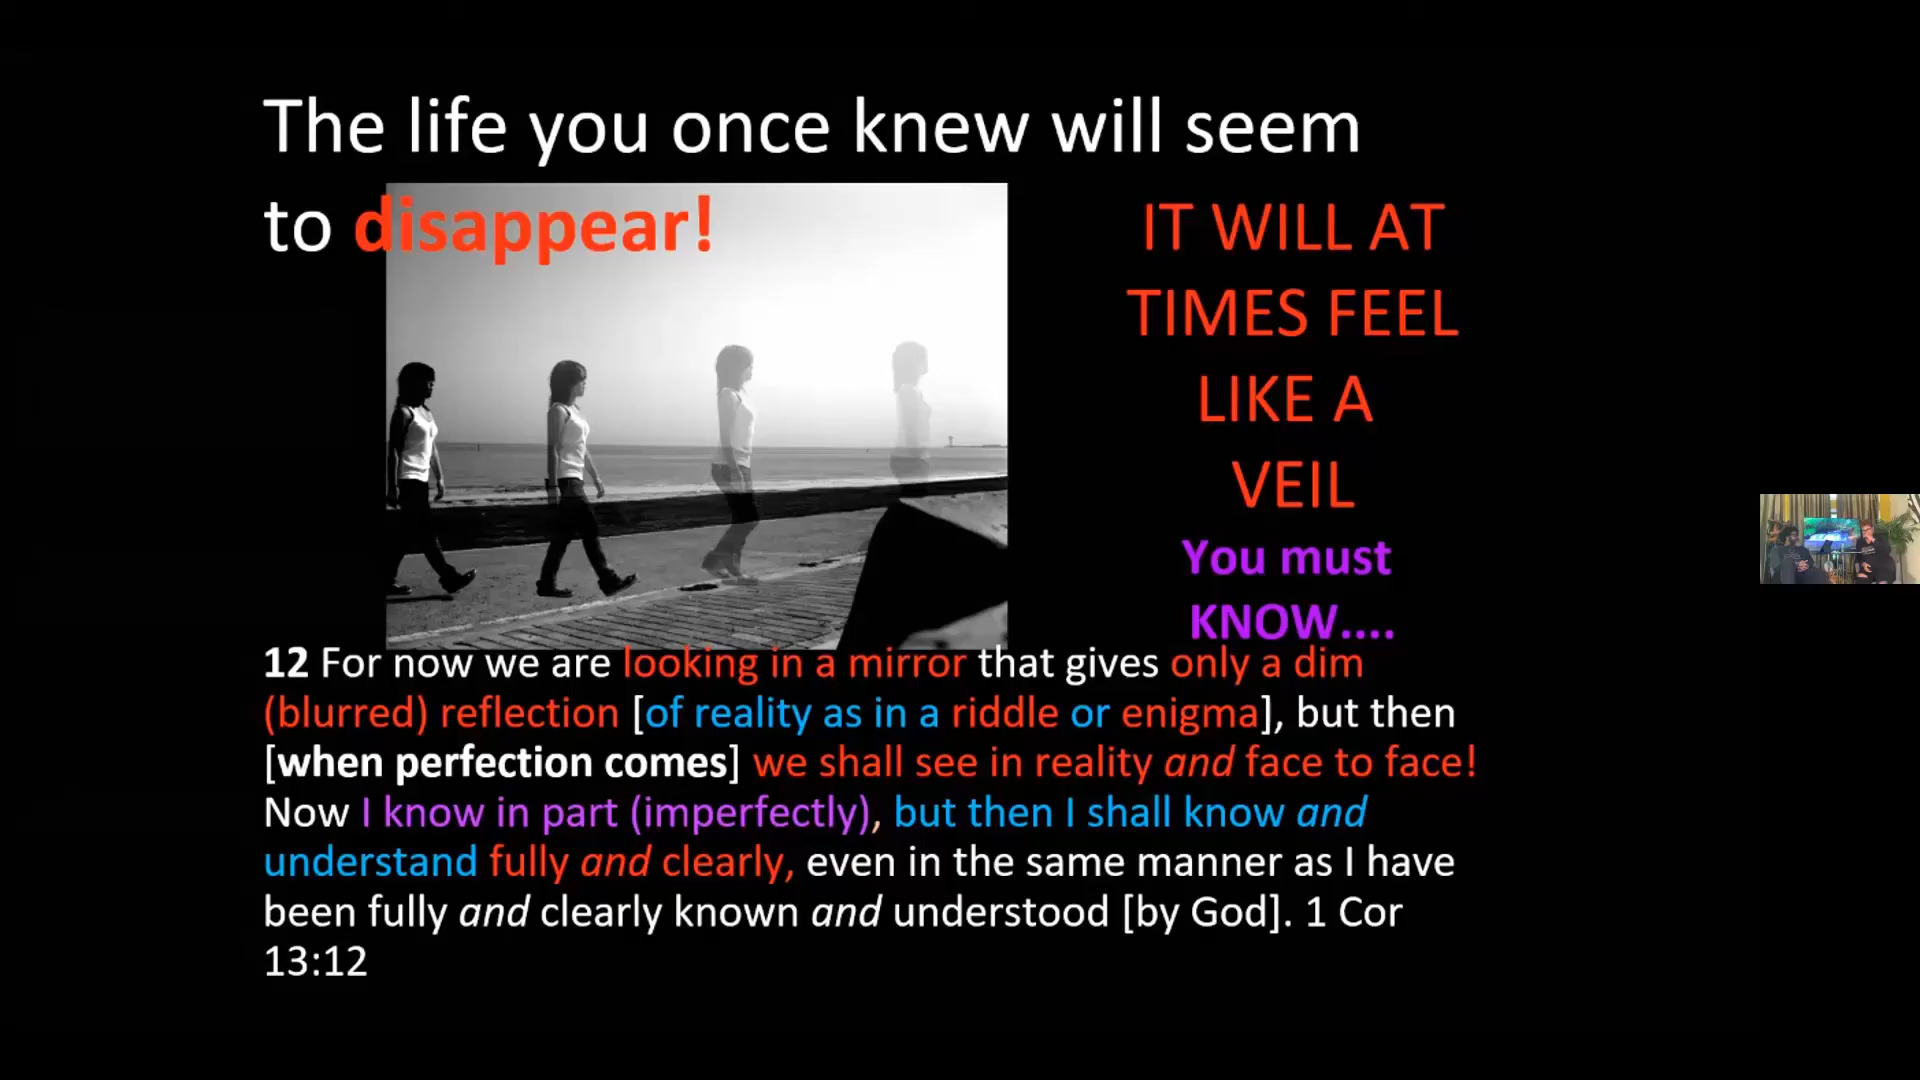 The life you once knew will seem
to disappear!
IT WILL AT
TIMES FEEL
LIKE A
VEIL
You must
KNOW....
12 For now we are looking in a mirror that gives only a dim
(blurred) reflection [of reality as in a riddle or enigma], but then
[when perfection comes] we shall see in reality and face to face!
Now I know in part (imperfectly), but then I shall know and
understand fully and clearly, even in the same manner as I have
been fully and clearly known and understood [by God]. 1 Cor
13:12